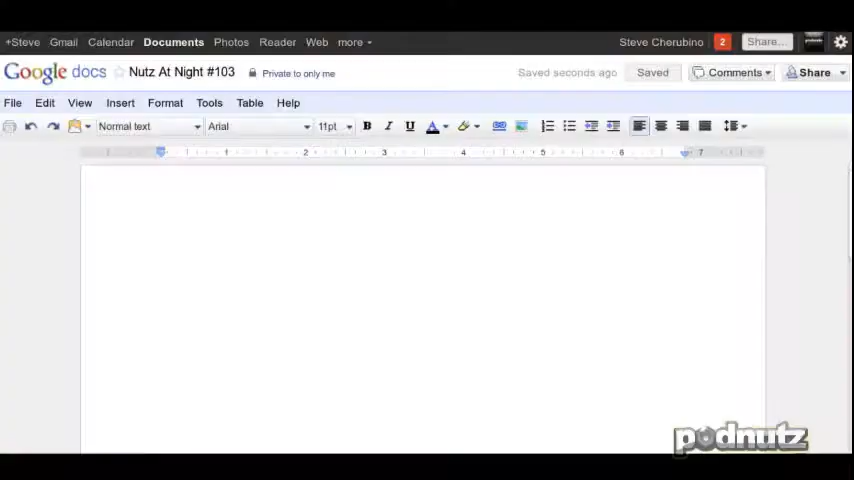 +Steve Gmail Calendar Documents Photos Reader Web more Steve Cherubino 2 Share...
Google docs Nutz At Night #103 Private to only me Saved seconds ago Saved Comments Share
File Edit View Insert Format Tools Table Help
Normal text Arial 11pt B I U A
1 2 3 4 5 6 7
podnutz